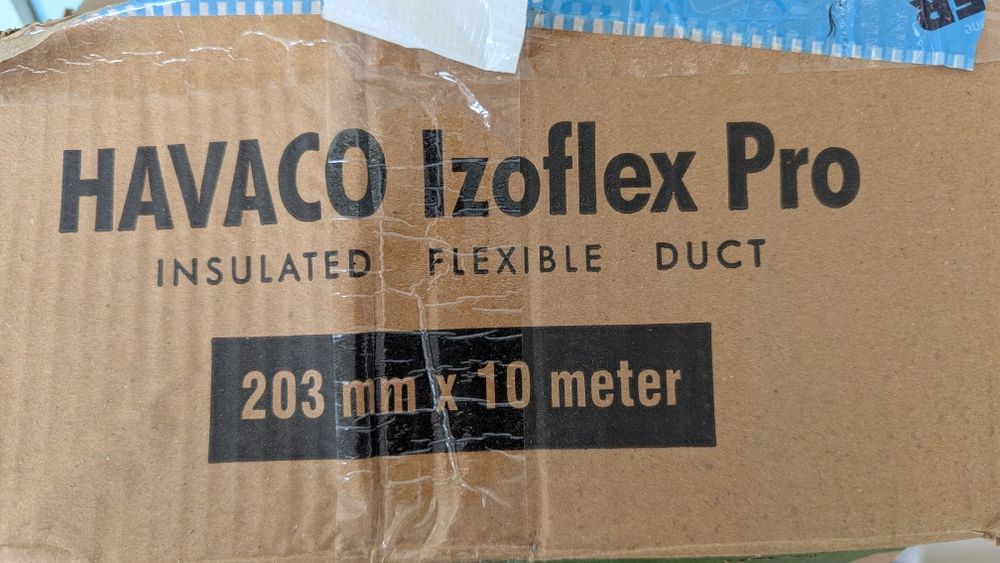 HAVACO Izoflex Pro
INSULATED FLEXIBLE DUCT
203 mm x 10 meter